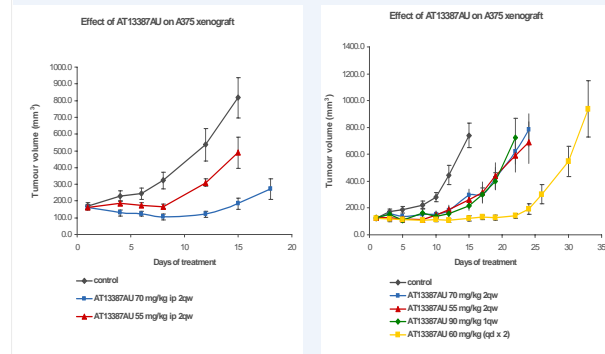 Effect of AT13387AU on A375 xenograft
Tumour volume (mm³)
1000.0
900.0
800.0
700.0
600.0
500.0
400.0
300.0
200.0
100.0
0.0
0 5 10 15 20
Days of treatment
control
AT13387AU 70 mg/kg ip 2qw
AT13387AU 55 mg/kg ip 2qw
Effect of AT13387AU on A375 xenograft
Tumour volume (mm³)
1400.0
1200.0
1000.0
800.0
600.0
400.0
200.0
0.0
0 5 10 15 20 25 30 35
Days of treatment
control
AT13387AU 70 mg/kg 2qw
AT13387AU 55 mg/kg 2qw
AT13387AU 90 mg/kg 1qw
AT13387AU 60 mg/kg (qd x 2)